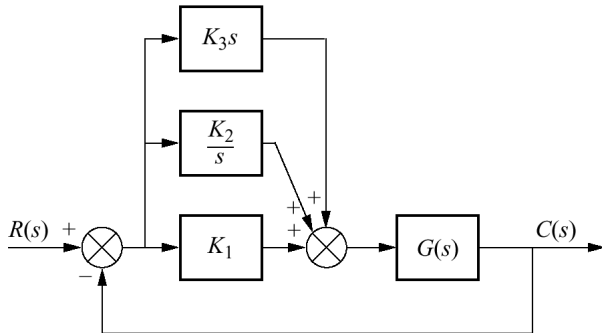 K₃s
K₂
s
+
+
R(s) + + K₁ G(s) C(s)
−